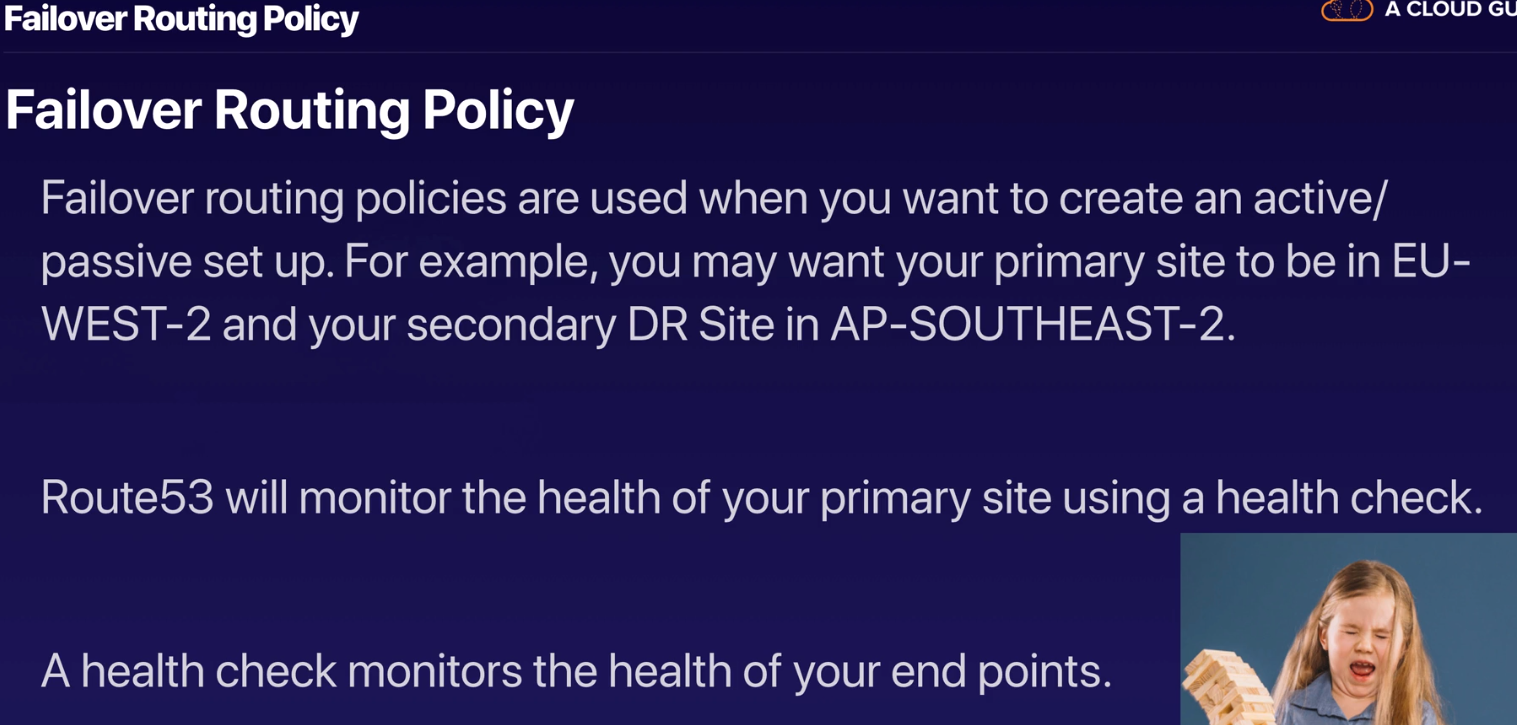 Failover Routing Policy
A CLOUD GU
Failover Routing Policy
Failover routing policies are used when you want to create an active/
passive set up. For example, you may want your primary site to be in EU-
WEST-2 and your secondary DR Site in AP-SOUTHEAST-2.
Route53 will monitor the health of your primary site using a health check.
A health check monitors the health of your end points.